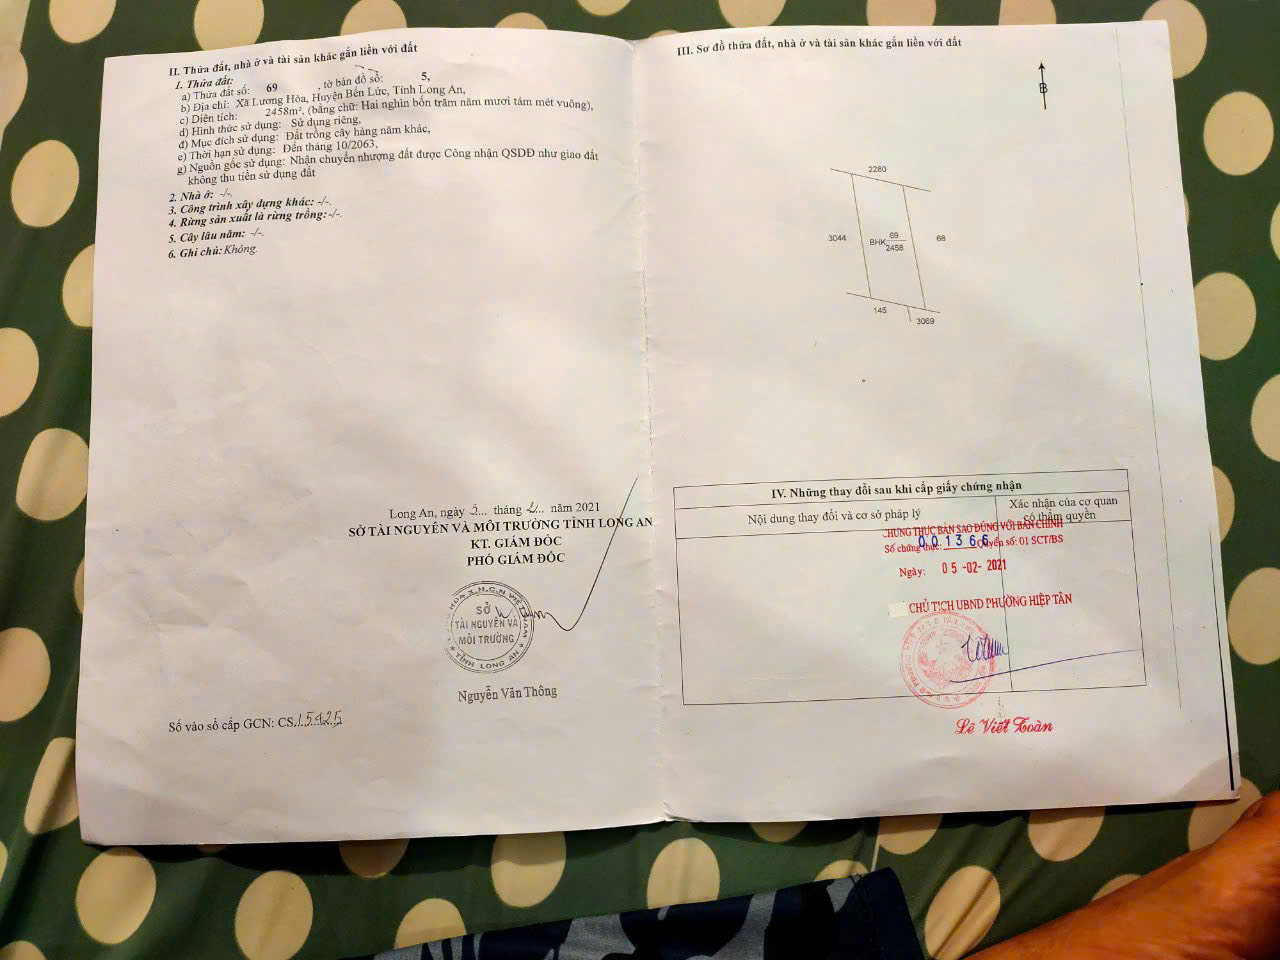 II. Thửa đất, nhà ở và tài sản khác gắn liền với đất
1. Thửa đất:
a) Thửa đất số: 69 , tờ bản đồ số: 5,
b) Địa chỉ: Xã Lương Hòa, Huyện Bến Lức, Tỉnh Long An,
c) Diện tích: 2458m², (bằng chữ: Hai nghìn bốn trăm năm mươi tám mét vuông),
d) Hình thức sử dụng: Sử dụng riêng,
đ) Mục đích sử dụng: Đất trồng cây hàng năm khác,
e) Thời hạn sử dụng: Đến tháng 10/2063,
g) Nguồn gốc sử dụng: Nhận chuyển nhượng đất được Công nhận QSDĐ như giao đất
không thu tiền sử dụng đất
2. Nhà ở: -/-.
3. Công trình xây dựng khác: -/-.
4. Rừng sản xuất là rừng trồng:-/-.
5. Cây lâu năm: -/-.
6. Ghi chú: Không.
Long An, ngày 5... tháng ... năm 2021
SỞ TÀI NGUYÊN VÀ MÔI TRƯỜNG TỈNH LONG AN
KT. GIÁM ĐỐC
PHÓ GIÁM ĐỐC
SỞ
TÀI NGUYÊN VÀ
MÔI TRƯỜNG
TỈNH LONG AN
Nguyễn Văn Thông
Số vào sổ cấp GCN: CS.15425
III. Sơ đồ thửa đất, nhà ở và tài sản khác gắn liền với đất
B
2280
3044
BHK 69
2458
68
145
3069
IV. Những thay đổi sau khi cấp giấy chứng nhận
Nội dung thay đổi và cơ sở pháp lý
Xác nhận của cơ quan
có thẩm quyền
CHỨNG THỰC BẢN SAO ĐÚNG VỚI BẢN CHÍNH
Số chứng thực: 001366 Quyển số: 01 SCT/BS
Ngày: 05-02-2021
CHỦ TỊCH UBND PHƯỜNG HIỆP TÂN
Lê Viết Toàn